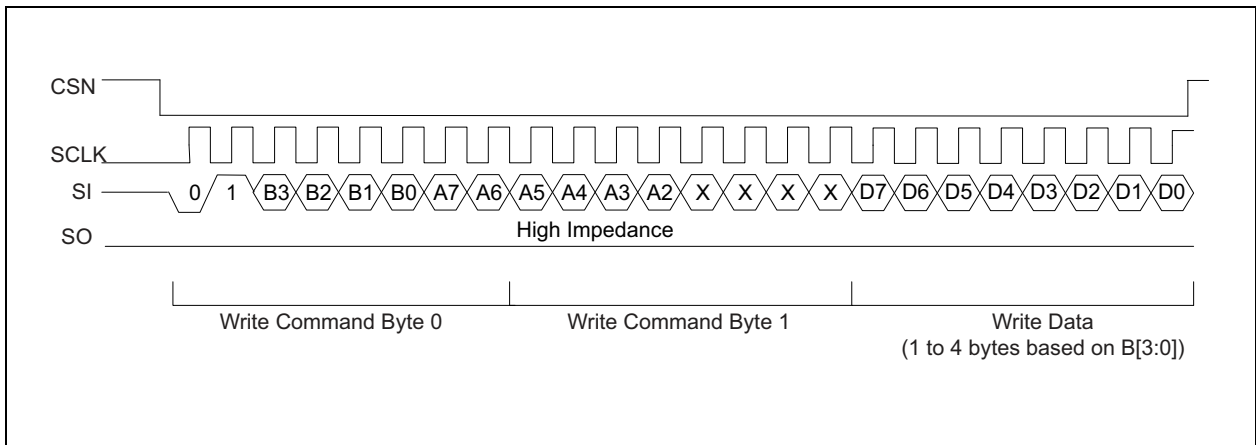 CSN
SCLK
SI 0 1 B3 B2 B1 B0 A7 A6 A5 A4 A3 A2 X X X X D7 D6 D5 D4 D3 D2 D1 D0
High Impedance
SO
Write Command Byte 0 Write Command Byte 1 Write Data
(1 to 4 bytes based on B[3:0])